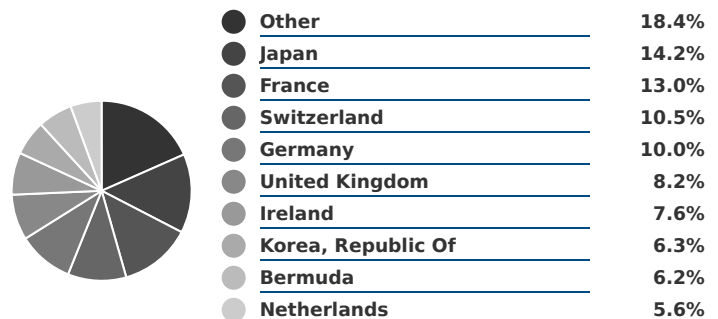 Other 18.4%
Japan 14.2%
France 13.0%
Switzerland 10.5%
Germany 10.0%
United Kingdom 8.2%
Ireland 7.6%
Korea, Republic Of 6.3%
Bermuda 6.2%
Netherlands 5.6%